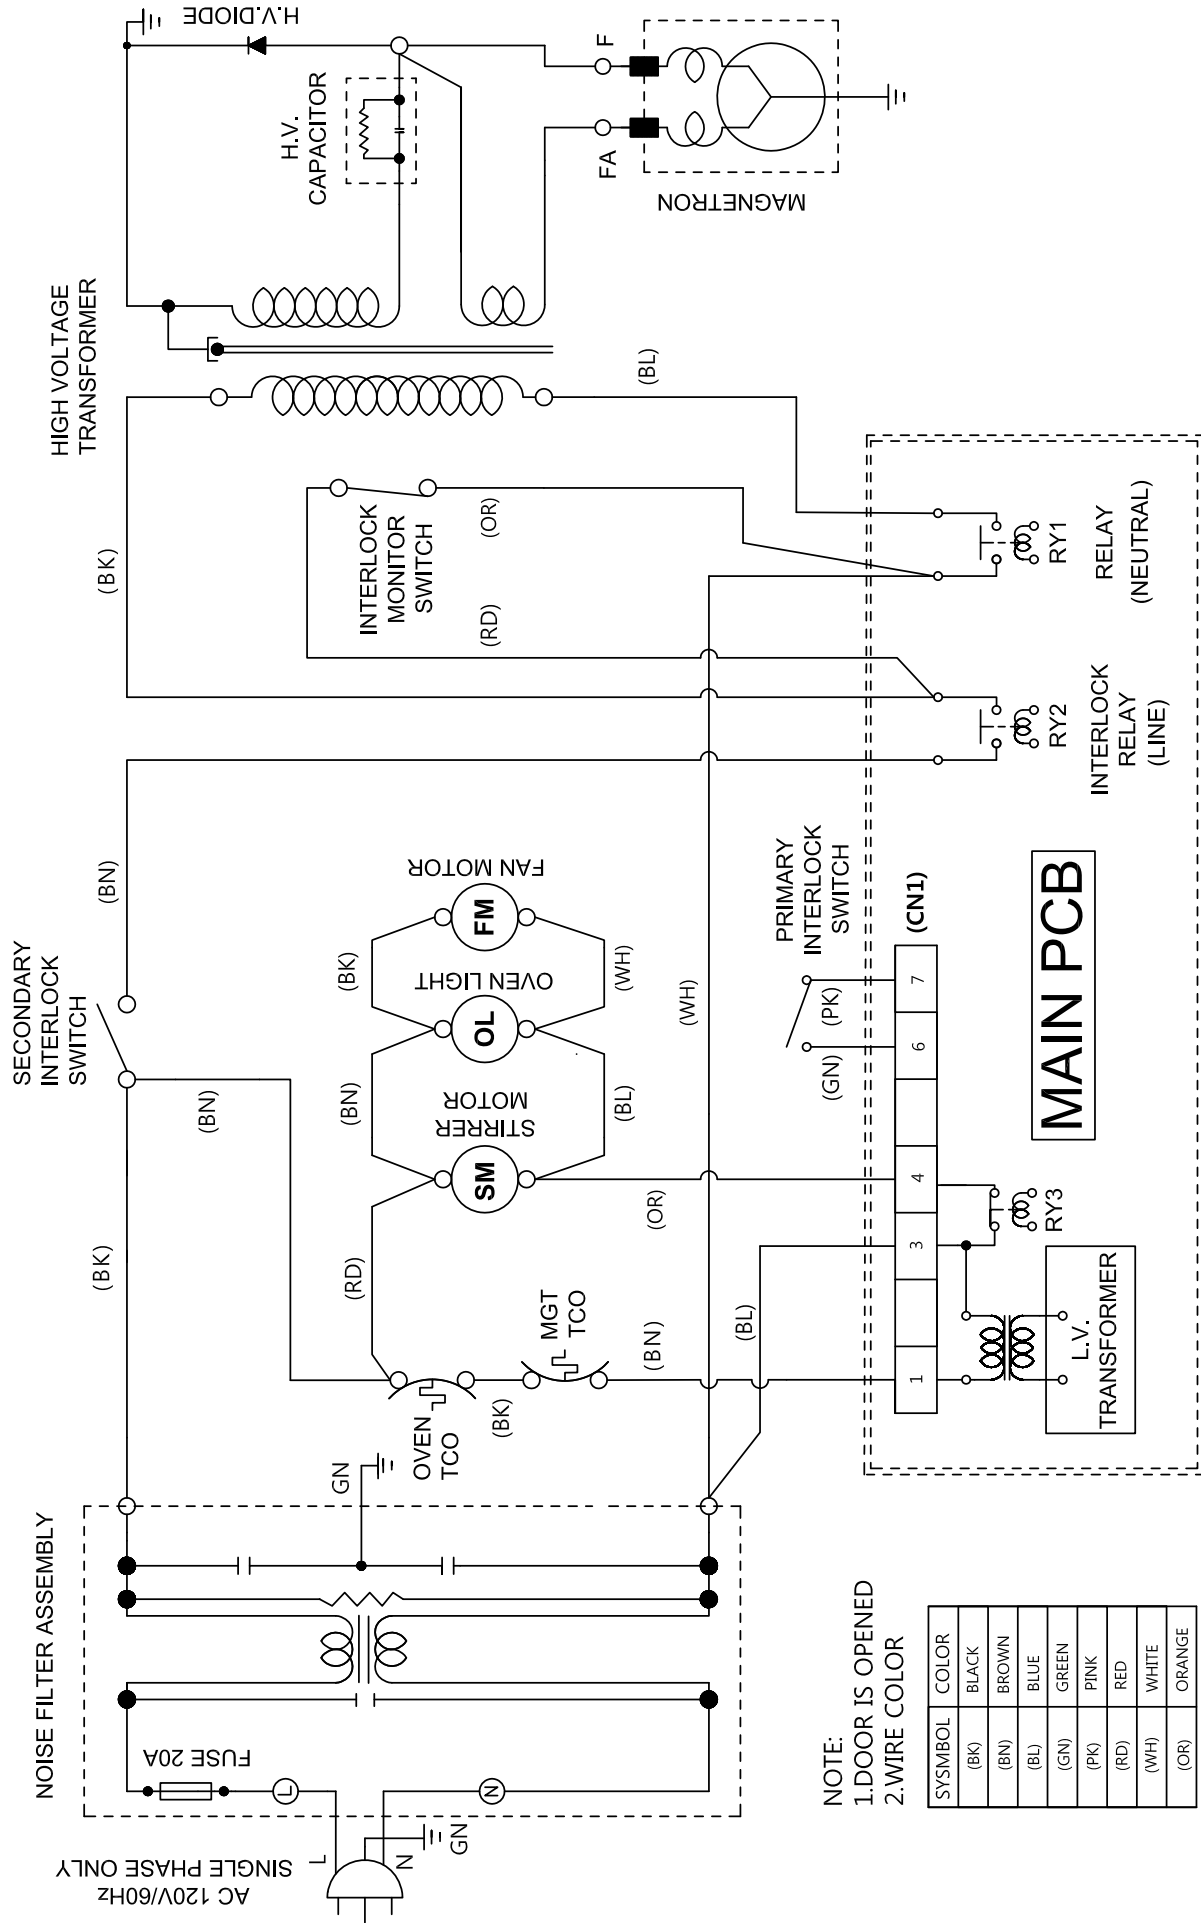 H.V.DIODE
H.V.
CAPACITOR
F
FA
MAGNETRON
HIGH VOLTAGE
TRANSFORMER
(BL)
(BK)
INTERLOCK
MONITOR
SWITCH
(OR)
(RD)
RY1
RELAY
(NEUTRAL)
RY2
INTERLOCK
RELAY
(LINE)
SECONDARY
INTERLOCK
SWITCH
(BN)
(BN)
(BK)
FAN MOTOR
FM
(BK)
(WH)
OVEN LIGHT
OL
(BN)
(BL)
STIRRER
MOTOR
SM
(RD)
(OR)
(WH)
PRIMARY
INTERLOCK
SWITCH
(PK)
(GN)
(CN1)
7
6
4
3
1
MAIN PCB
RY3
L.V.
TRANSFORMER
OVEN
TCO
(BK)
MGT
TCO
(BN)
(BL)
NOISE FILTER ASSEMBLY
GN
FUSE 20A
L
N
AC 120V/60Hz
SINGLE PHASE ONLY
L
N
GN
NOTE:
1.DOOR IS OPENED
2.WIRE COLOR
SYSMBOL COLOR
(BK) BLACK
(BN) BROWN
(BL) BLUE
(GN) GREEN
(PK) PINK
(RD) RED
(WH) WHITE
(OR) ORANGE